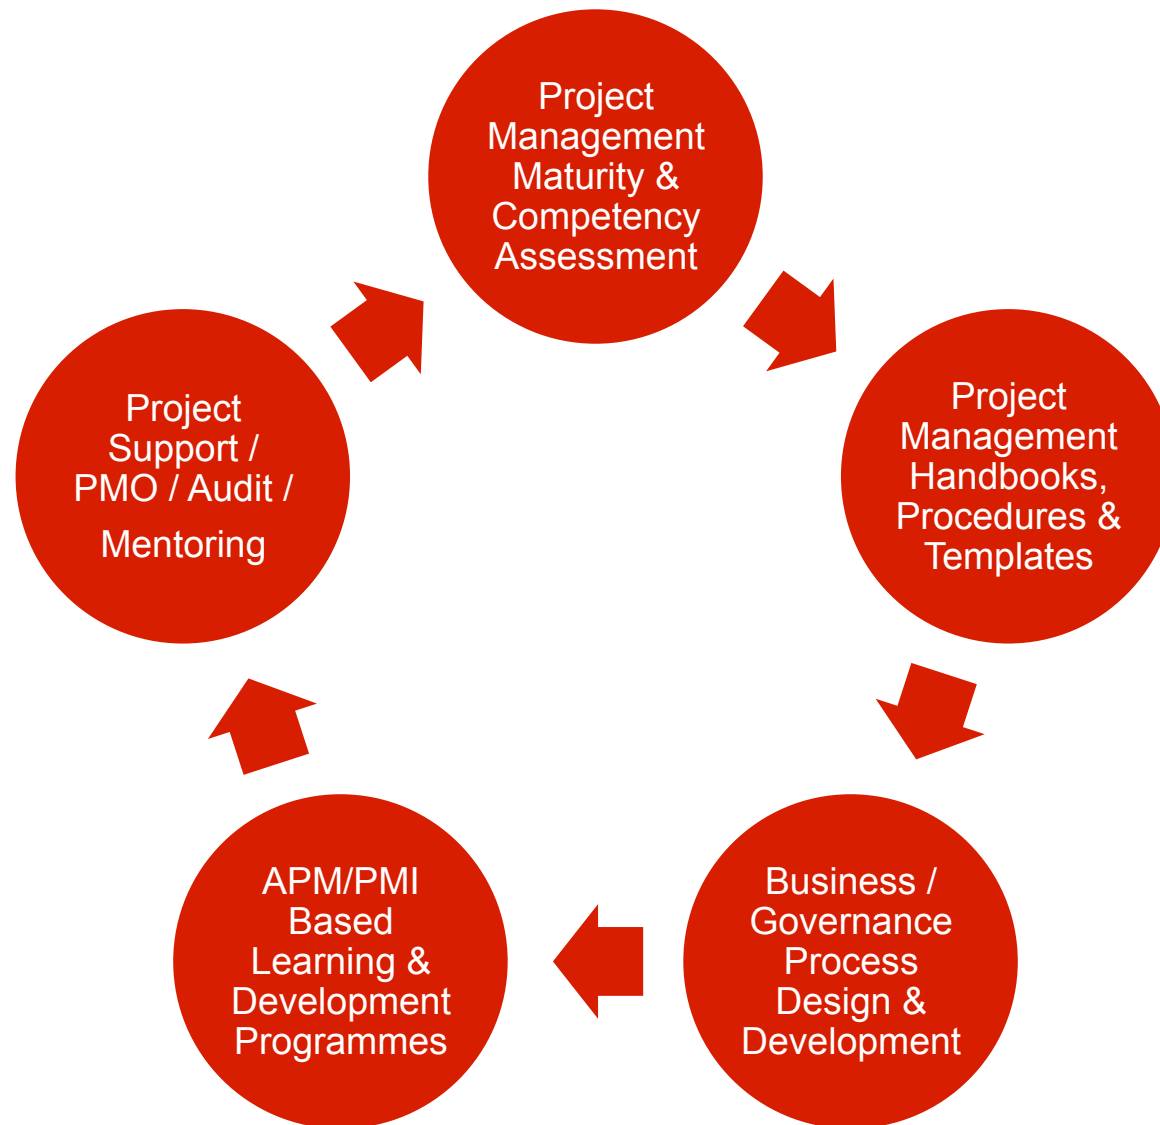 Project
Management
Maturity &
Competency
Assessment
Project
Management
Handbooks,
Procedures &
Templates
Business /
Governance
Process
Design &
Development
APM/PMI
Based
Learning &
Development
Programmes
Project
Support /
PMO / Audit /
Mentoring